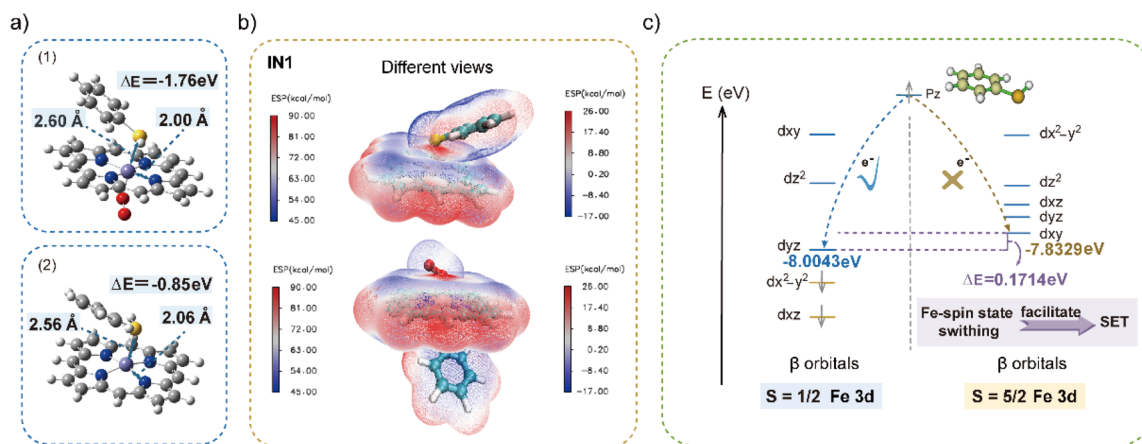 a)
(1)
ΔE=-1.76eV
2.60 Å
2.00 Å
(2)
ΔE=-0.85eV
2.56 Å
2.06 Å
b)
IN1
Different views
ESP(kcal/mol)
90.00
81.00
72.00
63.00
54.00
45.00
ESP(kcal/mol)
26.00
17.40
8.80
0.20
-8.40
-17.00
ESP(kcal/mol)
90.00
81.00
72.00
63.00
54.00
45.00
ESP(kcal/mol)
26.00
17.40
8.80
0.20
-8.40
-17.00
c)
E (eV)
Pz
dxy
dz²
dyz
-8.0043eV
dx²-y²
dxz
e⁻
e⁻
dx²-y²
dz²
dxz
dyz
dxy
-7.8329eV
ΔE=0.1714eV
Fe-spin state facilitate
swithing
SET
β orbitals
β orbitals
S = 1/2 Fe 3d
S = 5/2 Fe 3d